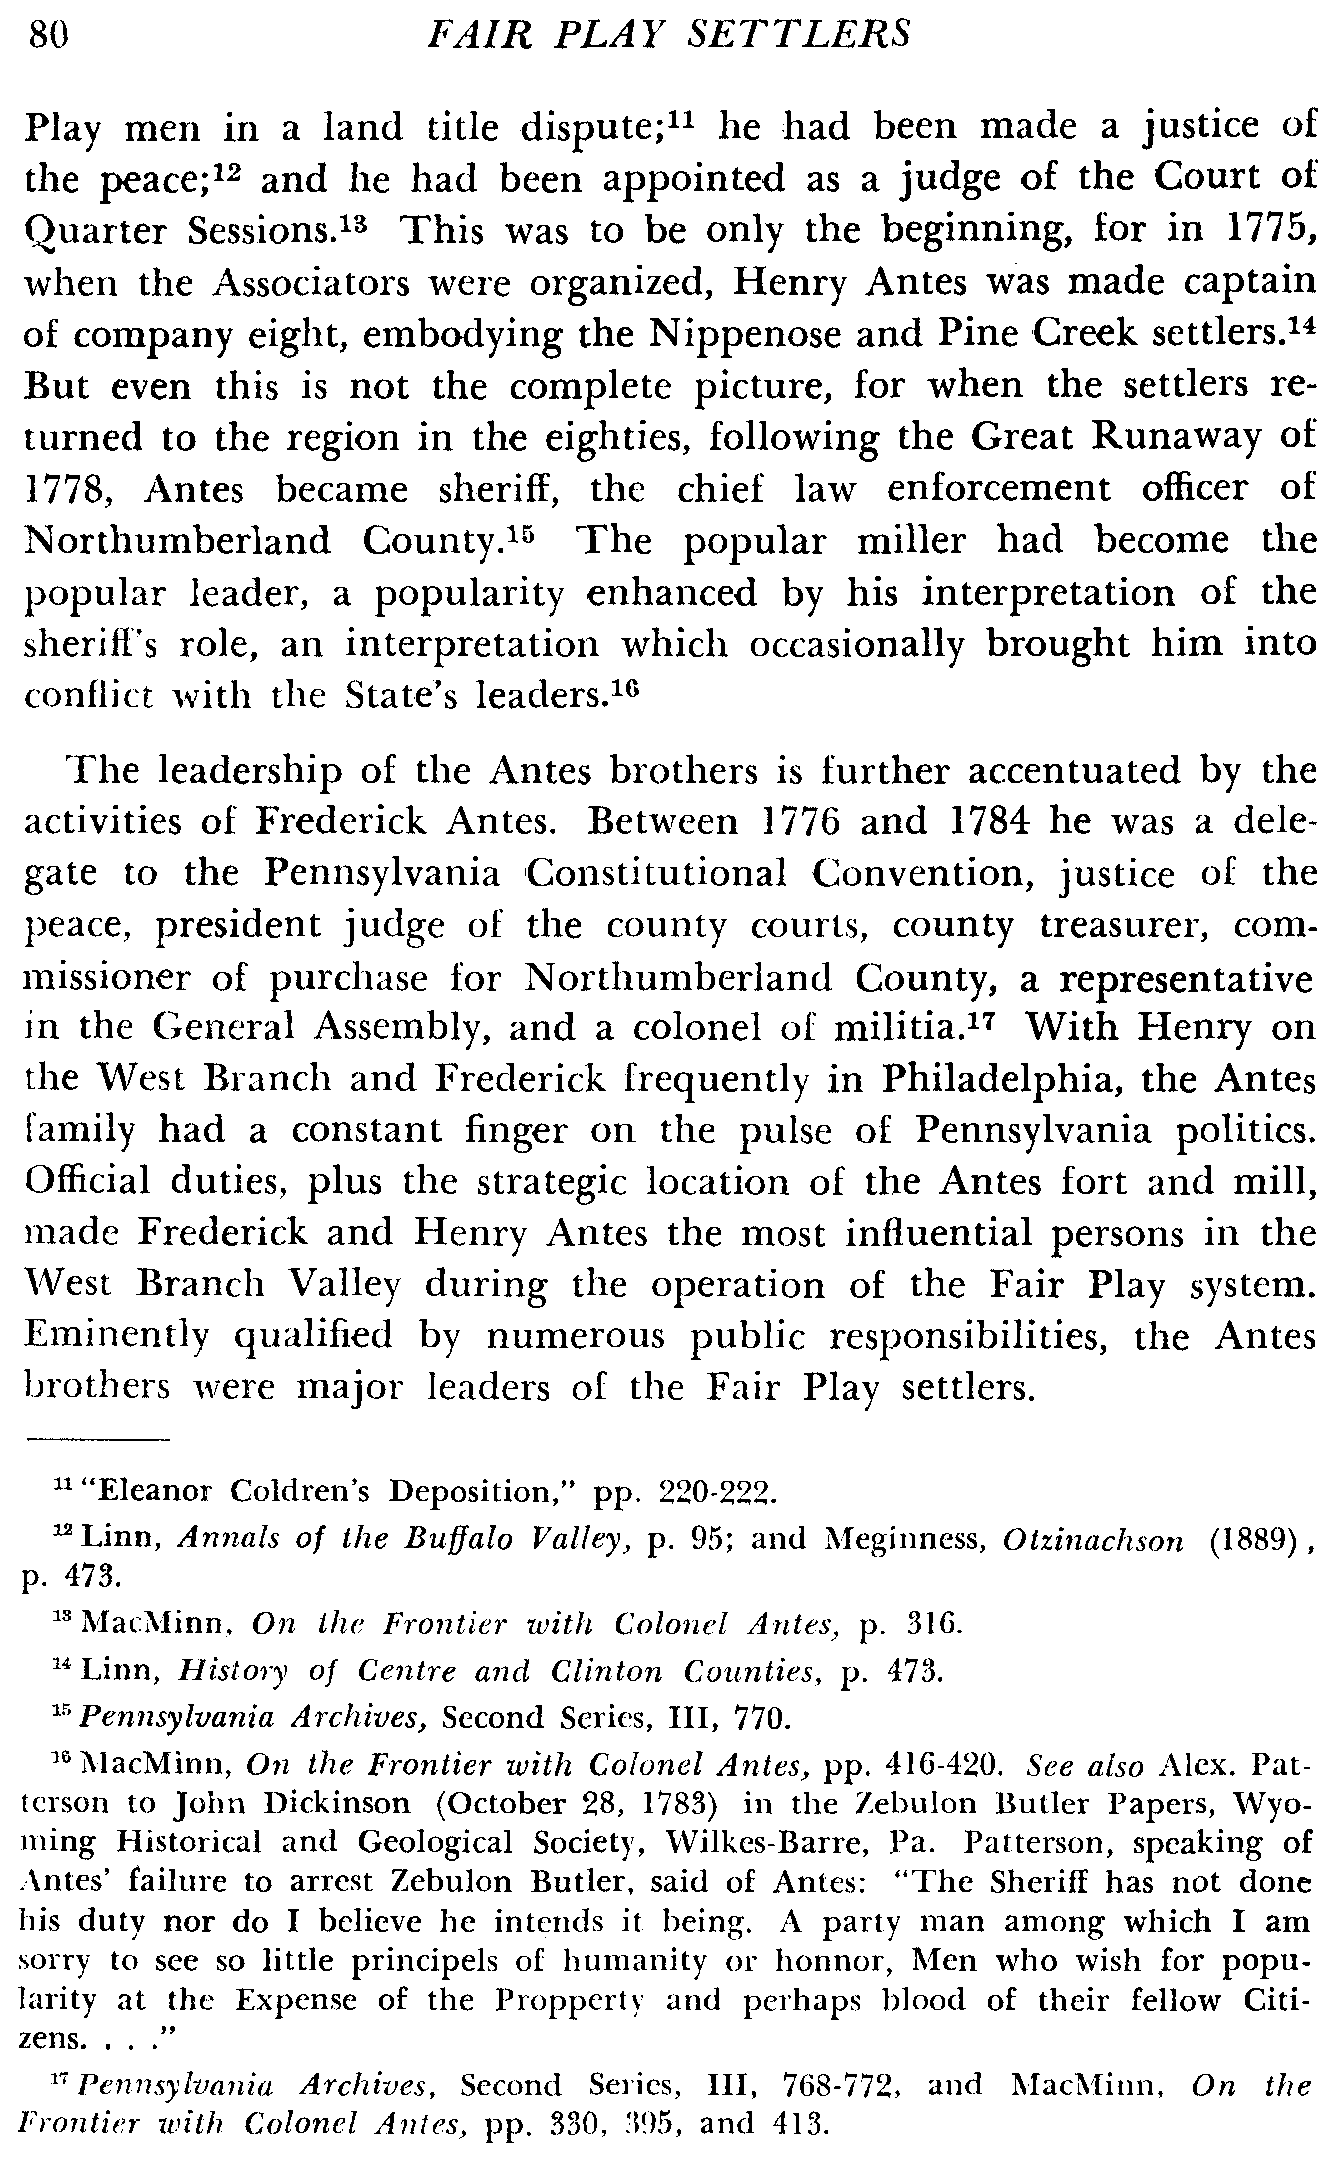 80 FAIR PLAY SETTLERS
Play men in a land title dispute;¹¹ he had been made a justice of
the peace;¹² and he had been appointed as a judge of the Court of
Quarter Sessions.¹³ This was to be only the beginning, for in 1775,
when the Associators were organized, Henry Antes was made captain
of company eight, embodying the Nippenose and Pine Creek settlers.¹⁴
But even this is not the complete picture, for when the settlers re-
turned to the region in the eighties, following the Great Runaway of
1778, Antes became sheriff, the chief law enforcement officer of
Northumberland County.¹⁵ The popular miller had become the
popular leader, a popularity enhanced by his interpretation of the
sheriff's role, an interpretation which occasionally brought him into
conflict with the State's leaders.¹⁶
The leadership of the Antes brothers is further accentuated by the
activities of Frederick Antes. Between 1776 and 1784 he was a dele-
gate to the Pennsylvania Constitutional Convention, justice of the
peace, president judge of the county courts, county treasurer, com-
missioner of purchase for Northumberland County, a representative
in the General Assembly, and a colonel of militia.¹⁷ With Henry on
the West Branch and Frederick frequently in Philadelphia, the Antes
family had a constant finger on the pulse of Pennsylvania politics.
Official duties, plus the strategic location of the Antes fort and mill,
made Frederick and Henry Antes the most influential persons in the
West Branch Valley during the operation of the Fair Play system.
Eminently qualified by numerous public responsibilities, the Antes
brothers were major leaders of the Fair Play settlers.
¹¹ "Eleanor Coldren's Deposition," pp. 220-222.
¹² Linn, Annals of the Buffalo Valley, p. 95; and Meginness, Otzinachson (1889),
p. 473.
¹³ MacMinn, On the Frontier with Colonel Antes, p. 316.
¹⁴ Linn, History of Centre and Clinton Counties, p. 473.
¹⁵ Pennsylvania Archives, Second Series, III, 770.
¹⁶ MacMinn, On the Frontier with Colonel Antes, pp. 416-420. See also Alex. Pat-
terson to John Dickinson (October 28, 1783) in the Zebulon Butler Papers, Wyo-
ming Historical and Geological Society, Wilkes-Barre, Pa. Patterson, speaking of
Antes' failure to arrest Zebulon Butler, said of Antes: "The Sheriff has not done
his duty nor do I believe he intends it being. A party man among which I am
sorry to see so little principels of humanity or honnor, Men who wish for popu-
larity at the Expense of the Propperty and perhaps blood of their fellow Citi-
zens. . . ."
¹⁷ Pennsylvania Archives, Second Series, III, 768-772, and MacMinn, On the
Frontier with Colonel Antes, pp. 330, 395, and 413.